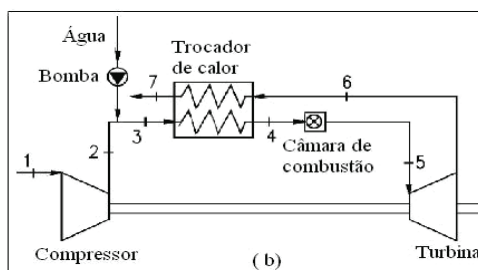 Água
Bomba
Trocador
de calor
7
6
3
4
2
1
Câmara de
combustão
5
Compressor
( b )
Turbina